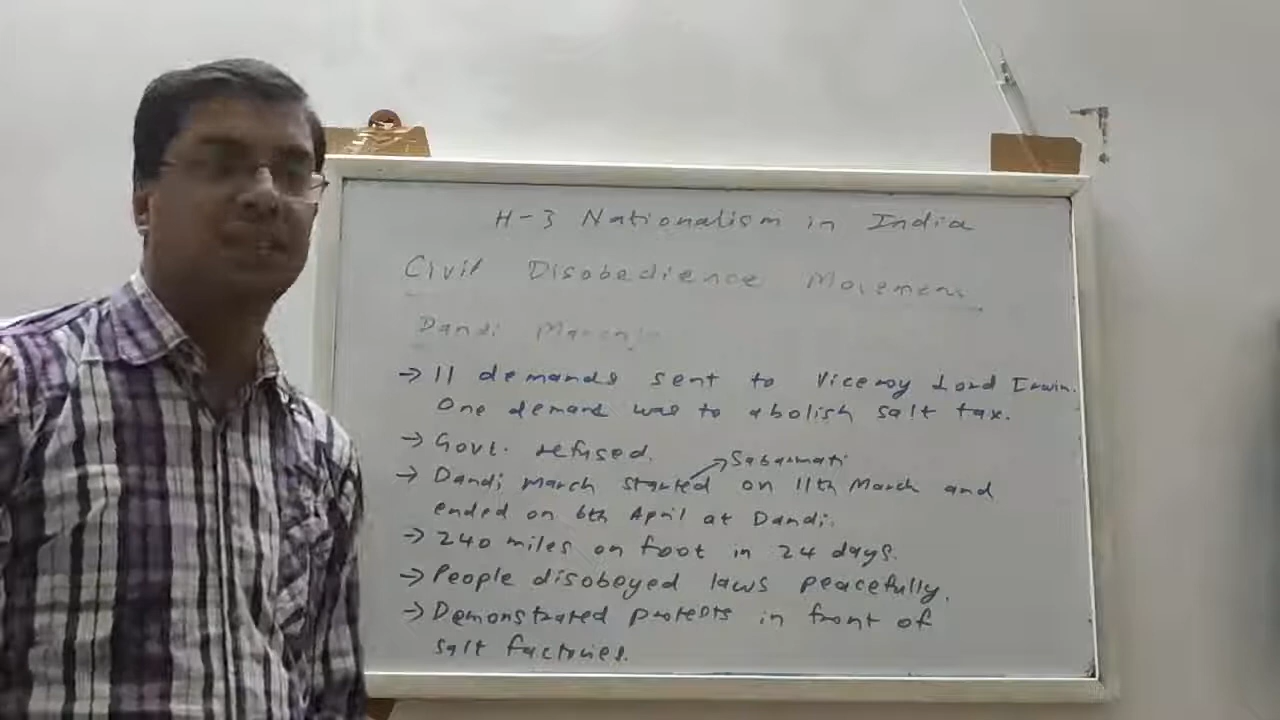 H-3 Nationalism in India
Civil Disobedience Movement
Dandi March
→ 11 demands sent to Viceroy Lord Irwin.
One demand was to abolish salt tax.
→ Govt. refused.
→ Sabarmati
→ Dandi March started on 11th March and
ended on 6th April at Dandi.
→ 240 miles on foot in 24 days.
→ People disobeyed laws peacefully.
→ Demonstrated protests in front of
salt factories.